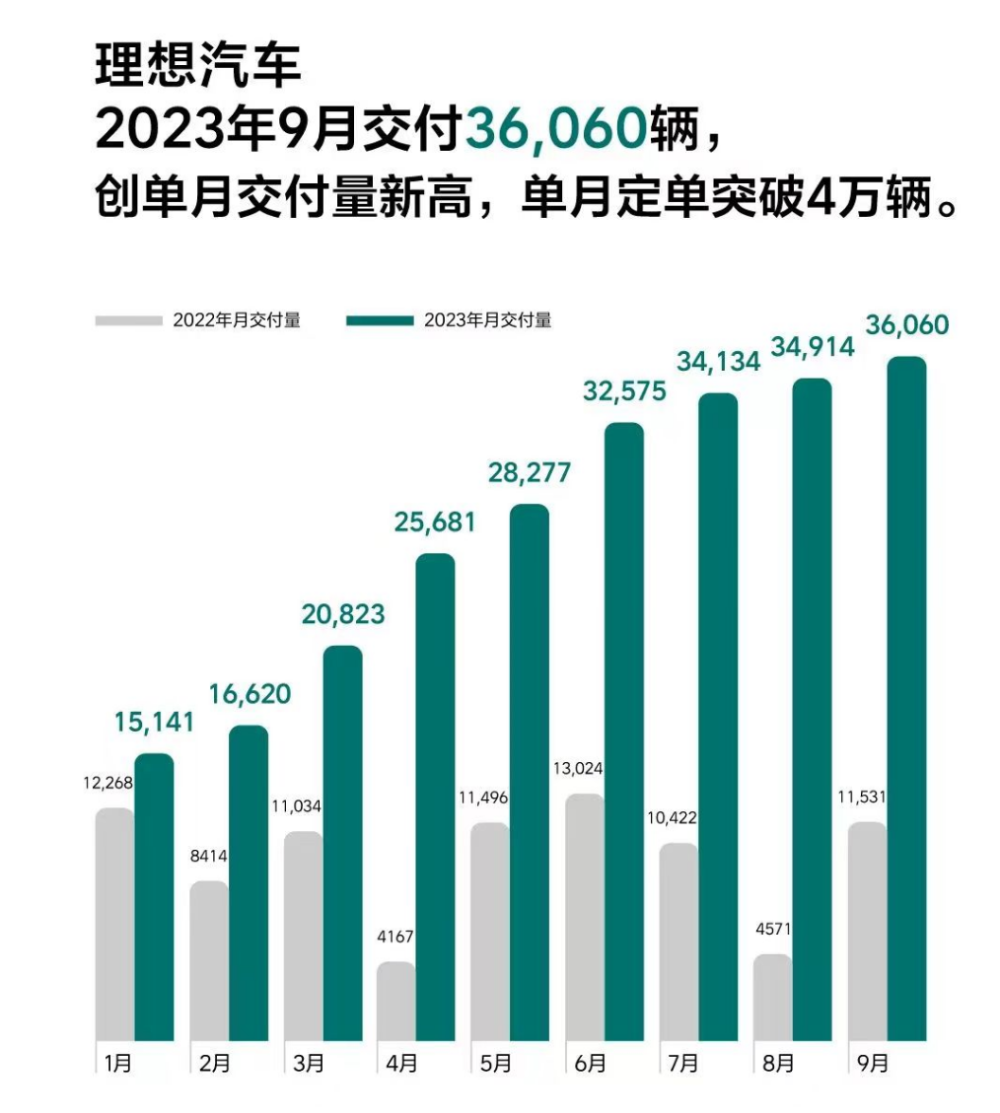 理想汽车
2023年9月交付36,060辆，
创单月交付量新高，单月定单突破4万辆。
2022年月交付量
2023年月交付量
36,060
34,914
34,134
32,575
28,277
25,681
20,823
16,620
15,141
12,268
8414
11,034
4167
11,496
13,024
10,422
4571
11,531
1月
2月
3月
4月
5月
6月
7月
8月
9月